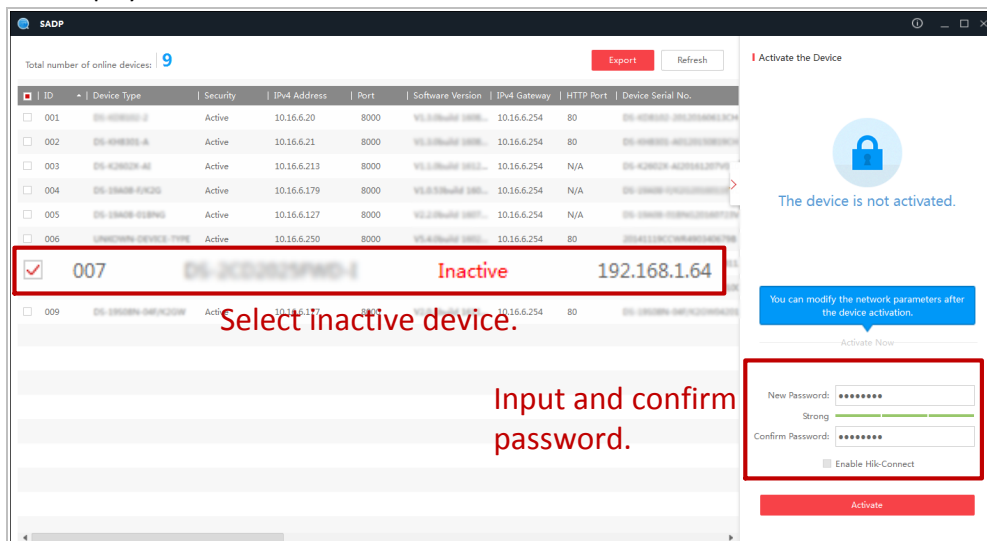 SADP
Total number of online devices: 9
Export
Refresh
ID Device Type Security IPv4 Address Port Software Version IPv4 Gateway HTTP Port Device Serial No.
001 Active 10.16.6.20 8000 10.16.6.254 80
002 Active 10.16.6.21 8000 10.16.6.254 80
003 Active 10.16.6.213 8000 10.16.6.254 N/A
004 Active 10.16.6.179 8000 10.16.6.254 N/A
005 Active 10.16.6.127 8000 10.16.6.254 N/A
006 Active 10.16.6.250 8000 10.16.6.254 80
007 Inactive 192.168.1.64
009 10.16.6.254 80
Select inactive device.
Input and confirm
password.
Activate the Device
The device is not activated.
You can modify the network parameters after
the device activation.
Activate Now
New Password: ●●●●●●●●
Strong
Confirm Password: ●●●●●●●●
Enable Hik-Connect
Activate